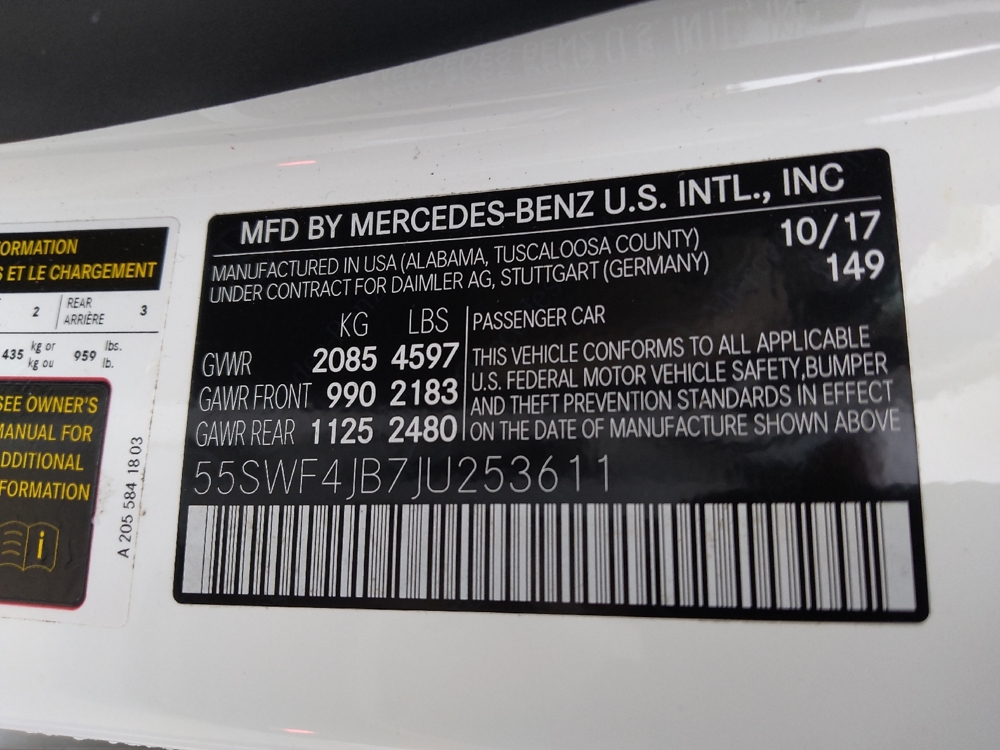 ORMATION
S ET LE CHARGEMENT
2 REAR ARRIÈRE 3
435 kg or kg ou 959 lbs. lb.
SEE OWNER'S
MANUAL FOR
DDITIONAL
FORMATION
i
A 205 584 18 03
MFD BY MERCEDES-BENZ U.S. INTL., INC
MANUFACTURED IN USA (ALABAMA, TUSCALOOSA COUNTY) 10/17
UNDER CONTRACT FOR DAIMLER AG, STUTTGART (GERMANY) 149
KG LBS
GVWR 2085 4597
GAWR FRONT 990 2183
GAWR REAR 1125 2480
PASSENGER CAR
THIS VEHICLE CONFORMS TO ALL APPLICABLE
U.S. FEDERAL MOTOR VEHICLE SAFETY,BUMPER
AND THEFT PREVENTION STANDARDS IN EFFECT
ON THE DATE OF MANUFACTURE SHOWN ABOVE
55SWF4JB7JU253611